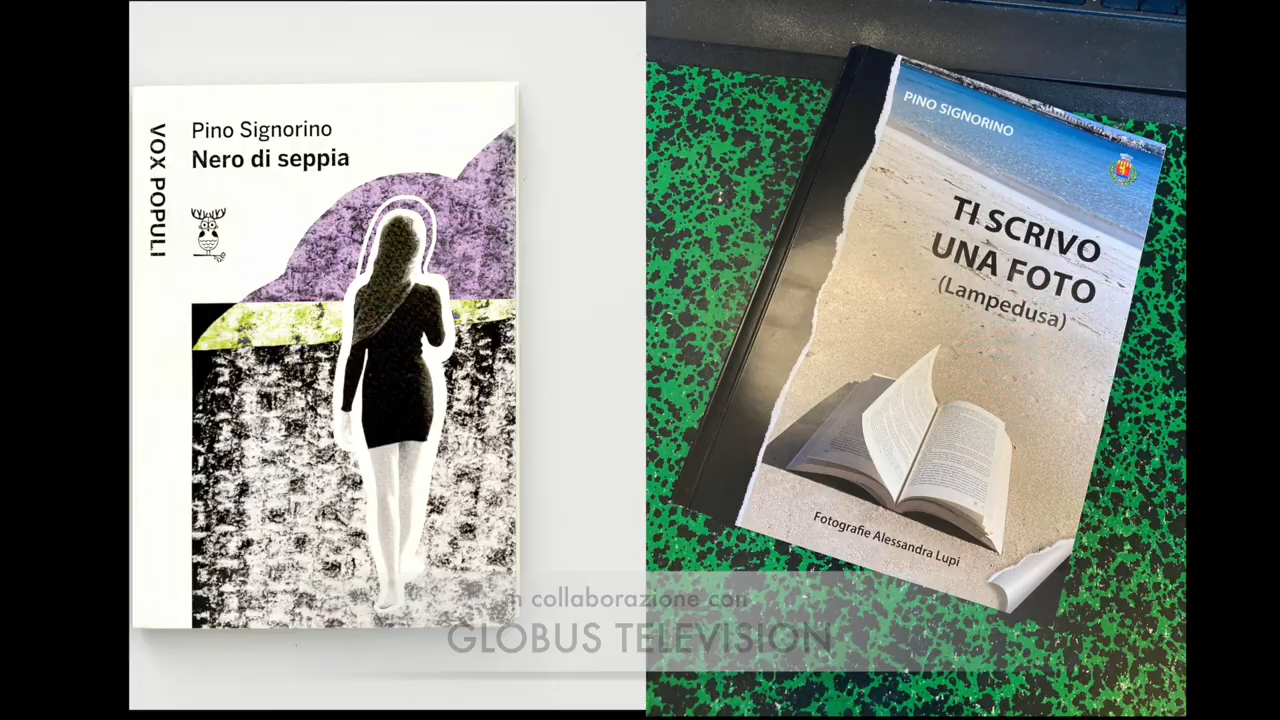 VOX POPULI
Pino Signorino
Nero di seppia
PINO SIGNORINO
TI SCRIVO
UNA FOTO
(Lampedusa)
Fotografie Alessandra Lupi
in collaborazione con
GLOBUS TELEVISION